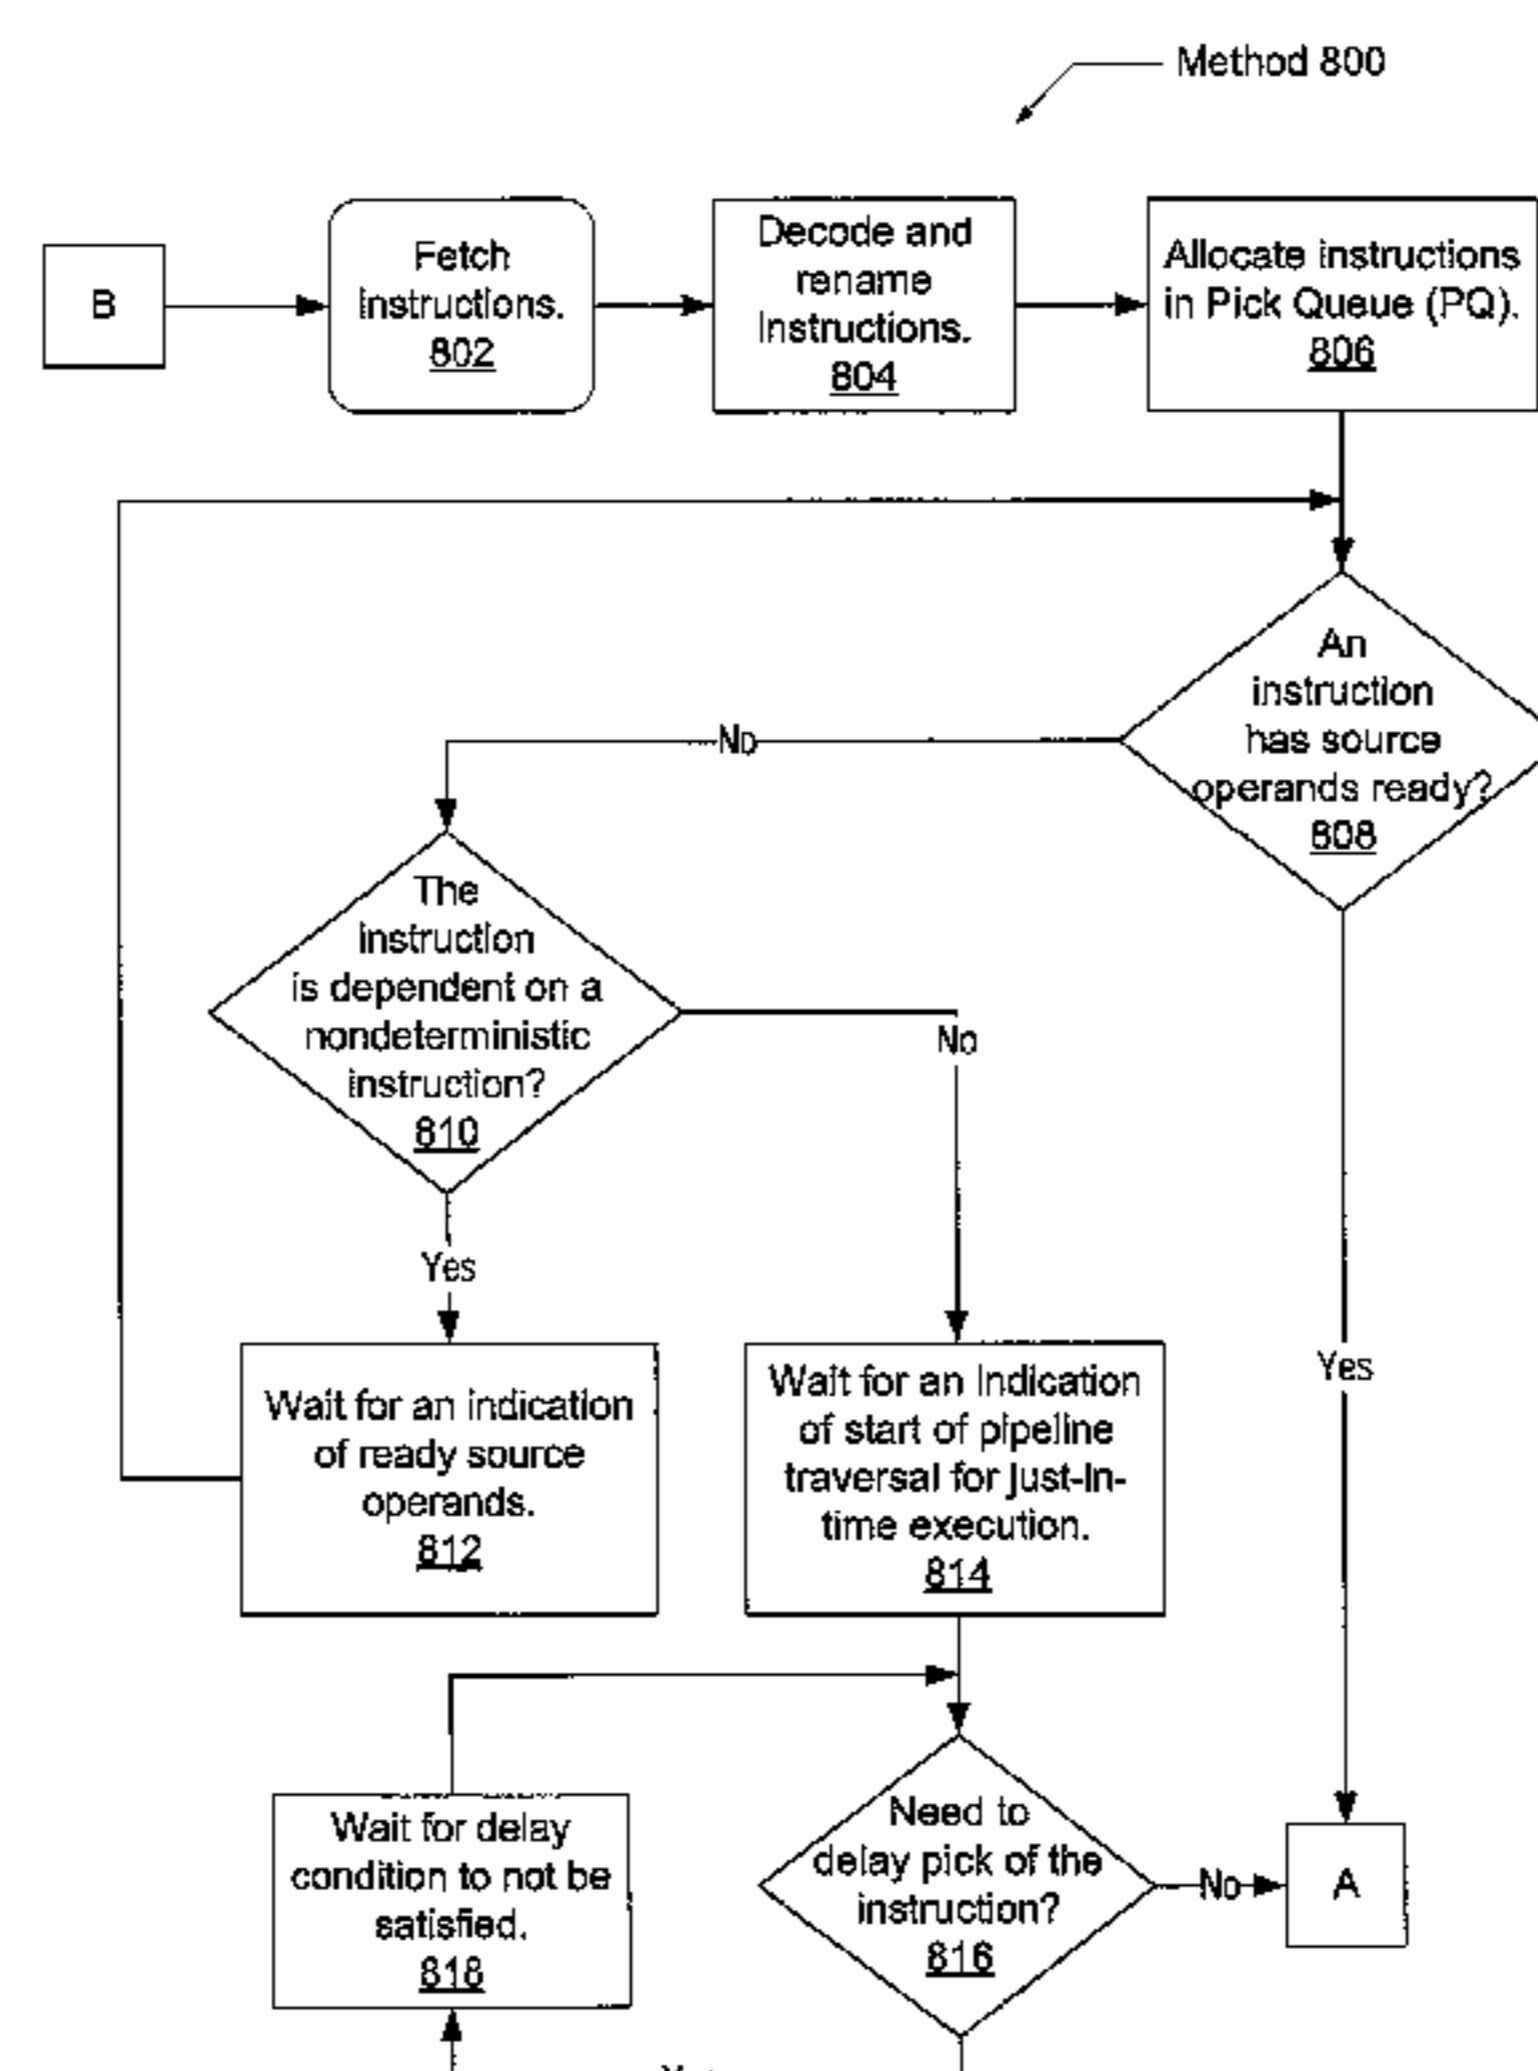 Method 800
B
Fetch
instructions.
802
Decode and
rename
Instructions.
804
Allocate instructions
in Pick Queue (PQ).
806
An
instruction
has source
operands ready?
808
No
The
instruction
is dependent on a
nondeterministic
instruction?
810
No
Yes
Yes
Wait for an indication
of ready source
operands.
812
Wait for an Indication
of start of pipeline
traversal for Just-In-
time execution.
814
Wait for delay
condition to not be
satisfied.
818
Need to
delay pick of the
instruction?
816
No
A